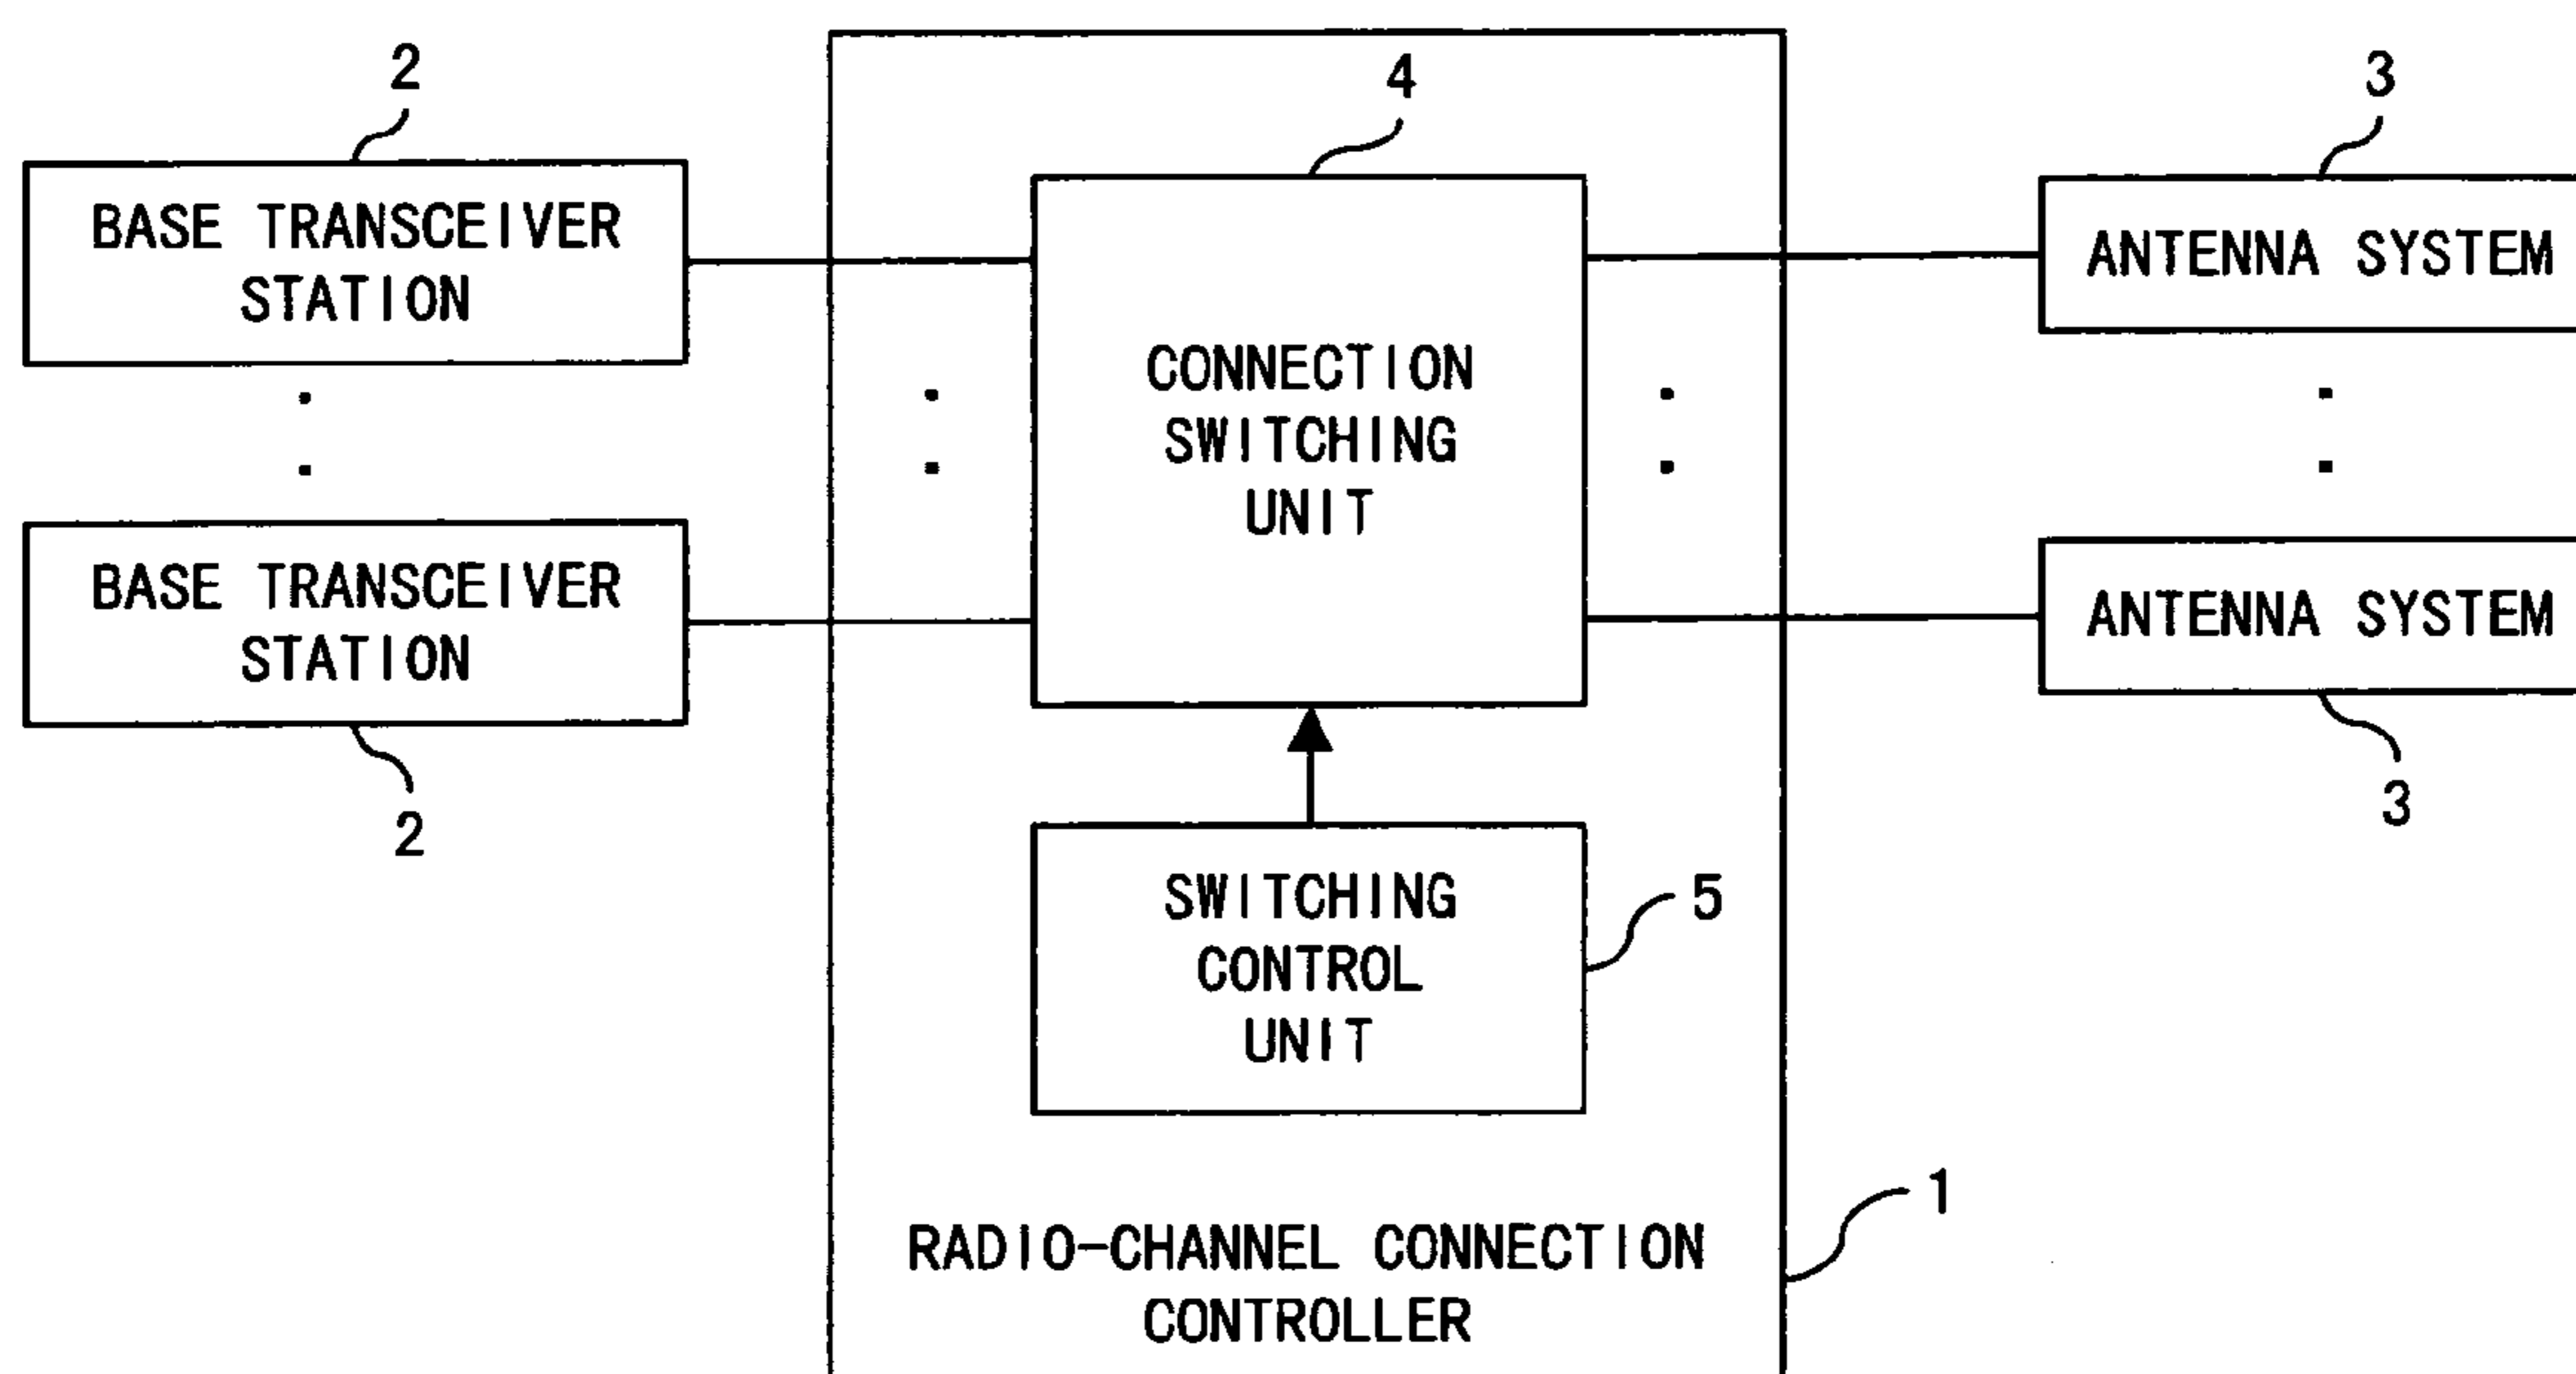 2
4
3
BASE TRANSCEIVER
STATION
ANTENNA SYSTEM
CONNECTION
SWITCHING
UNIT
BASE TRANSCEIVER
STATION
ANTENNA SYSTEM
2
3
SWITCHING
CONTROL
UNIT
5
1
RADIO-CHANNEL CONNECTION
CONTROLLER